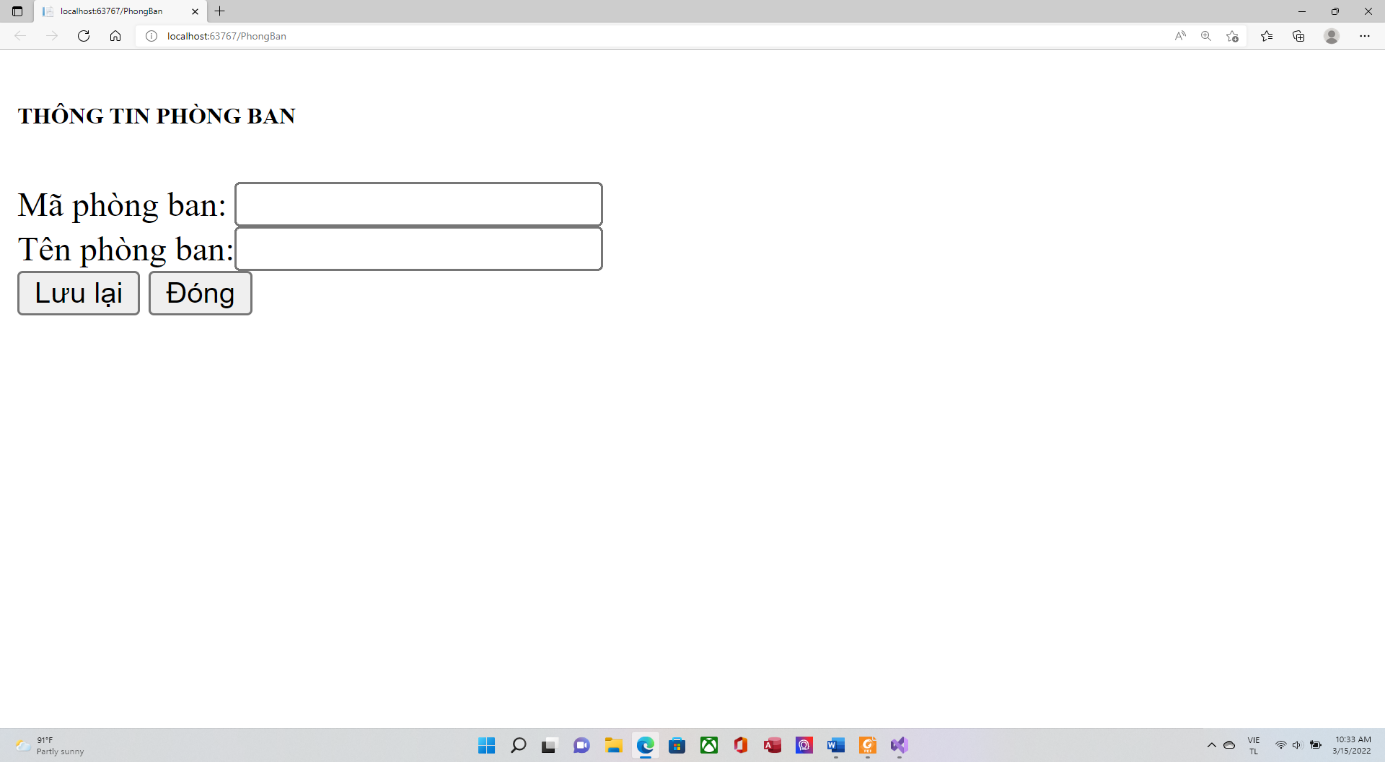 localhost:63767/PhongBan
localhost:63767/PhongBan
THÔNG TIN PHÒNG BAN
Mã phòng ban:
Tên phòng ban:
Lưu lại Đóng
91°F
Partly sunny
VIE
TL
10:33 AM
3/15/2022